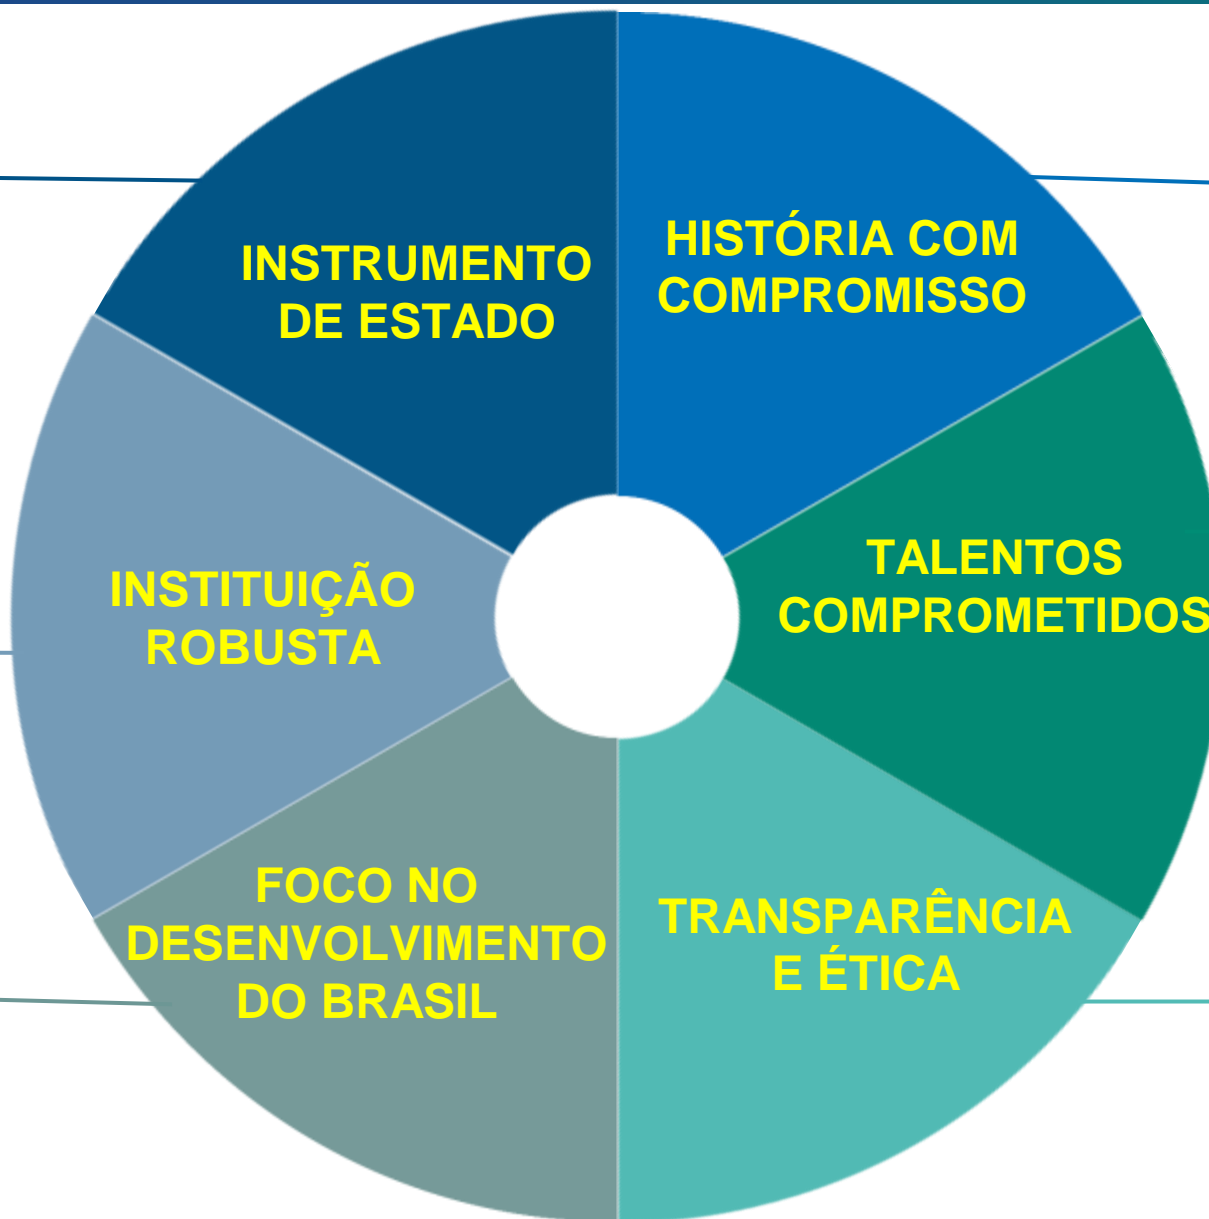 INSTRUMENTO
DE ESTADO
HISTÓRIA COM
COMPROMISSO
TALENTOS
COMPROMETIDOS
TRANSPARÊNCIA
E ÉTICA
FOCO NO
DESENVOLVIMENTO
DO BRASIL
INSTITUIÇÃO
ROBUSTA